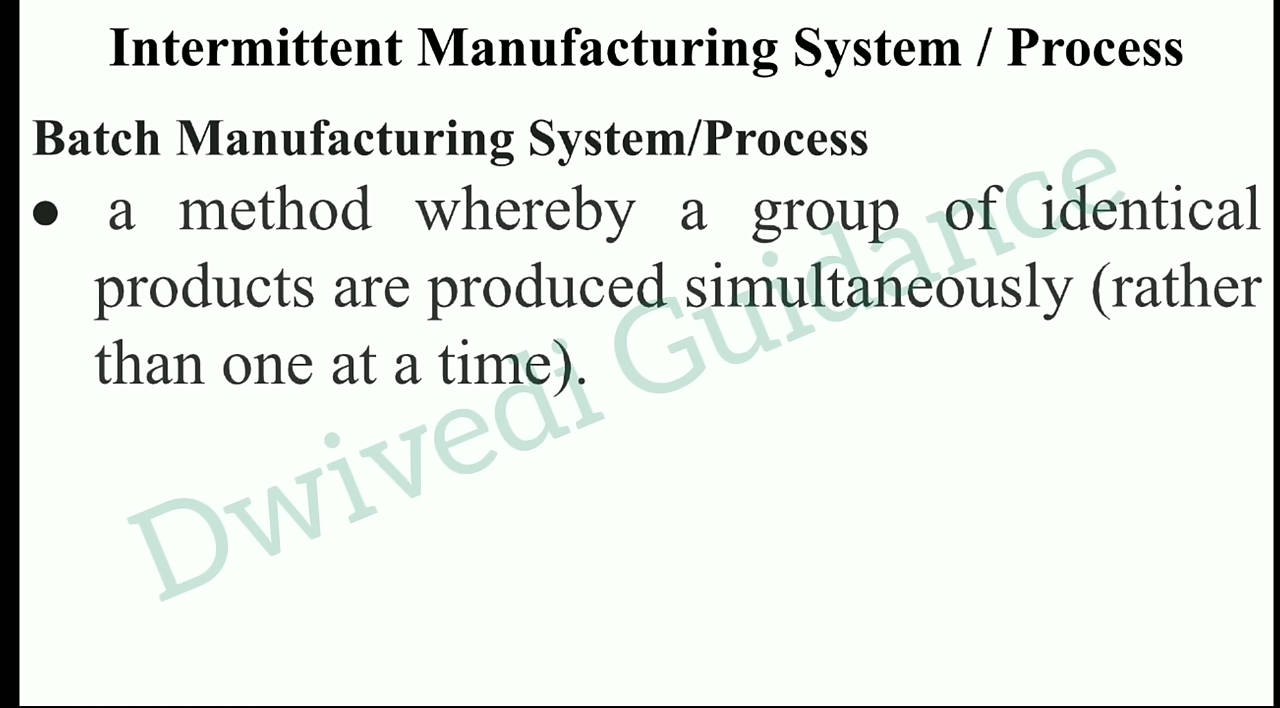 Intermittent Manufacturing System / Process
Batch Manufacturing System/Process
● a method whereby a group of identical
products are produced simultaneously (rather
than one at a time).
Dwivedi Guidance